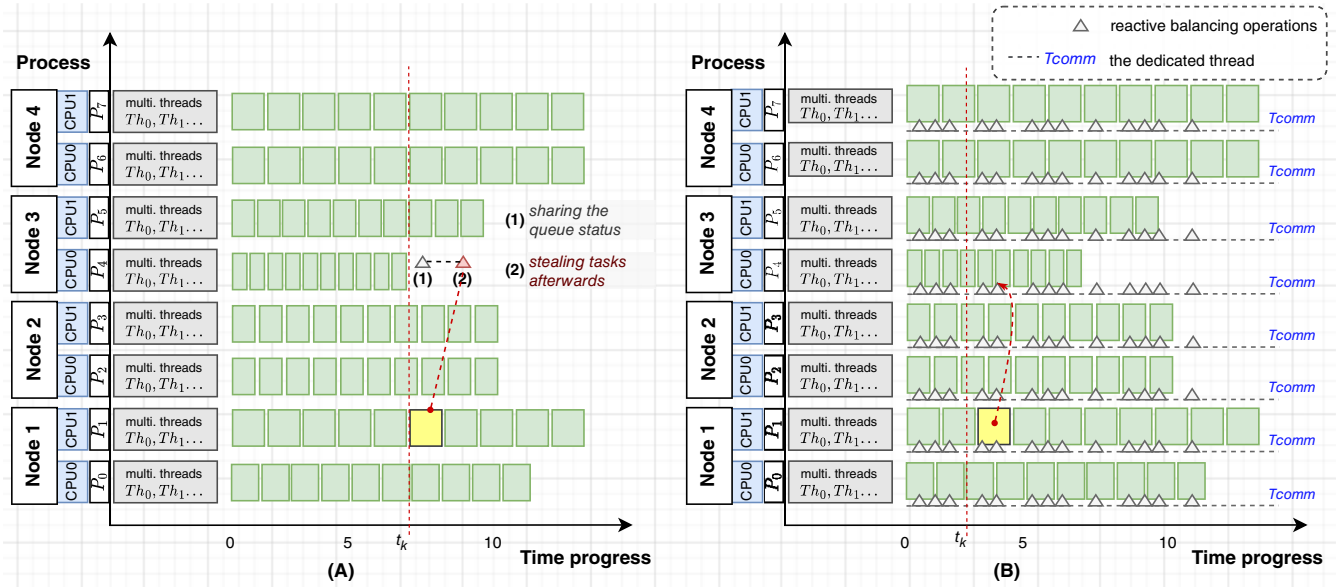 Process
Node 4
CPU1
P7
multi. threads
Th0, Th1...
CPU0
P6
multi. threads
Th0, Th1...
Node 3
CPU1
P5
multi. threads
Th0, Th1...
CPU0
P4
multi. threads
Th0, Th1...
Node 2
CPU1
P3
multi. threads
Th0, Th1...
CPU0
P2
multi. threads
Th0, Th1...
Node 1
CPU1
P1
multi. threads
Th0, Th1...
CPU0
P0
multi. threads
Th0, Th1...
(1) sharing the
queue status
(2) stealing tasks
afterwards
(1)
(2)
0
5
tk
10
Time progress
(A)
reactive balancing operations
Tcomm the dedicated thread
Process
Node 4
CPU1
P7
multi. threads
Th0, Th1...
Tcomm
CPU0
P6
multi. threads
Th0, Th1...
Tcomm
Node 3
CPU1
P5
multi. threads
Th0, Th1...
Tcomm
CPU0
P4
multi. threads
Th0, Th1...
Tcomm
Node 2
CPU1
P3
multi. threads
Th0, Th1...
Tcomm
CPU0
P2
multi. threads
Th0, Th1...
Tcomm
Node 1
CPU1
P1
multi. threads
Th0, Th1...
Tcomm
CPU0
P0
multi. threads
Th0, Th1...
Tcomm
0
tk
5
10
Time progress
(B)